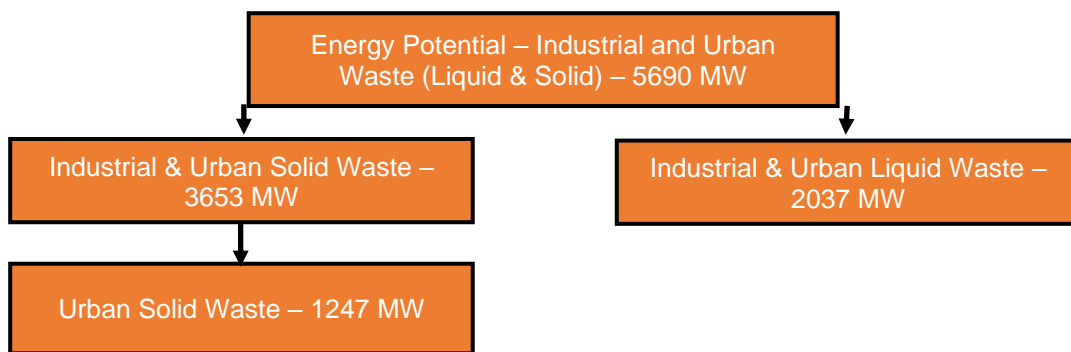 Energy Potential – Industrial and Urban
Waste (Liquid & Solid) – 5690 MW
Industrial & Urban Solid Waste –
3653 MW
Industrial & Urban Liquid Waste –
2037 MW
Urban Solid Waste – 1247 MW